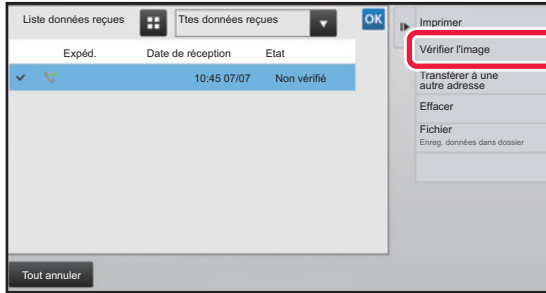 Liste données reçues
Ttes données reçues
OK
Expéd.
Date de réception
Etat
10:45 07/07
Non vérifié
Imprimer
Vérifier l'image
Transférer à une
autre adresse
Effacer
Fichier
Enreg. données dans dossier
Tout annuler